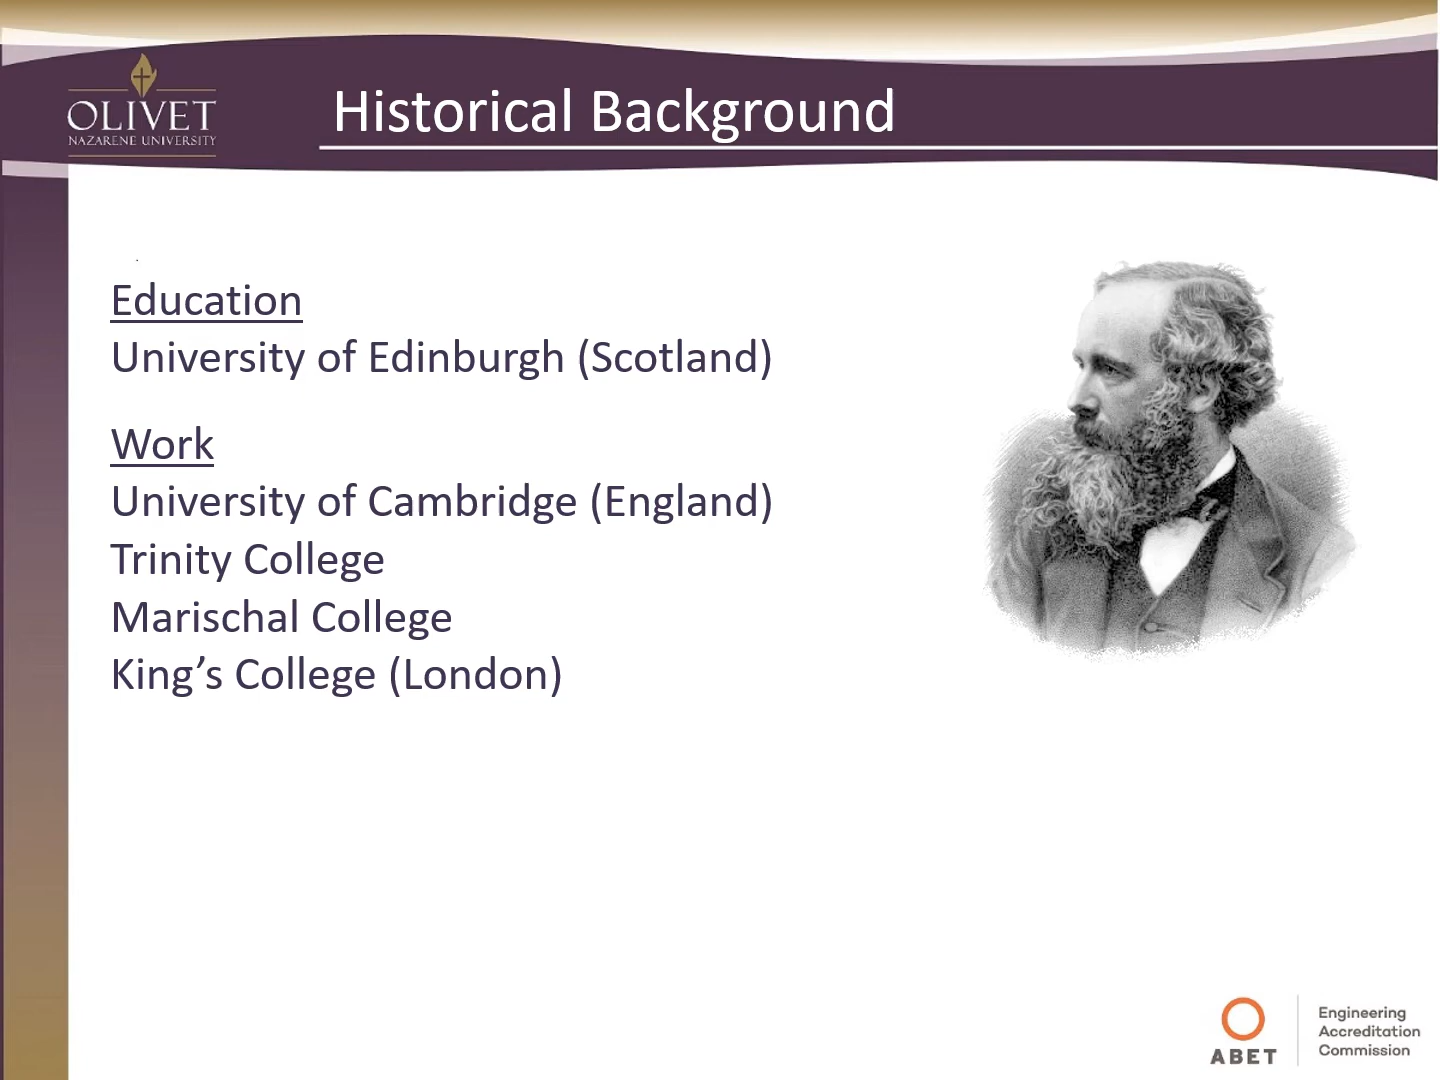 OLIVET
NAZARENE UNIVERSITY
Historical Background
Education
University of Edinburgh (Scotland)
Work
University of Cambridge (England)
Trinity College
Marischal College
King’s College (London)
ABET
Engineering
Accreditation
Commission